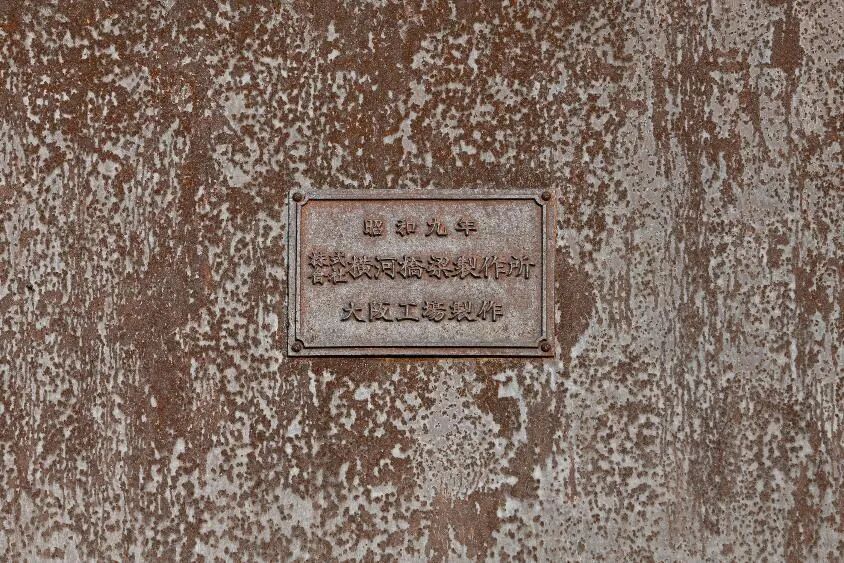 昭和九年
株式會社横河橋梁製作所
大阪工場製作